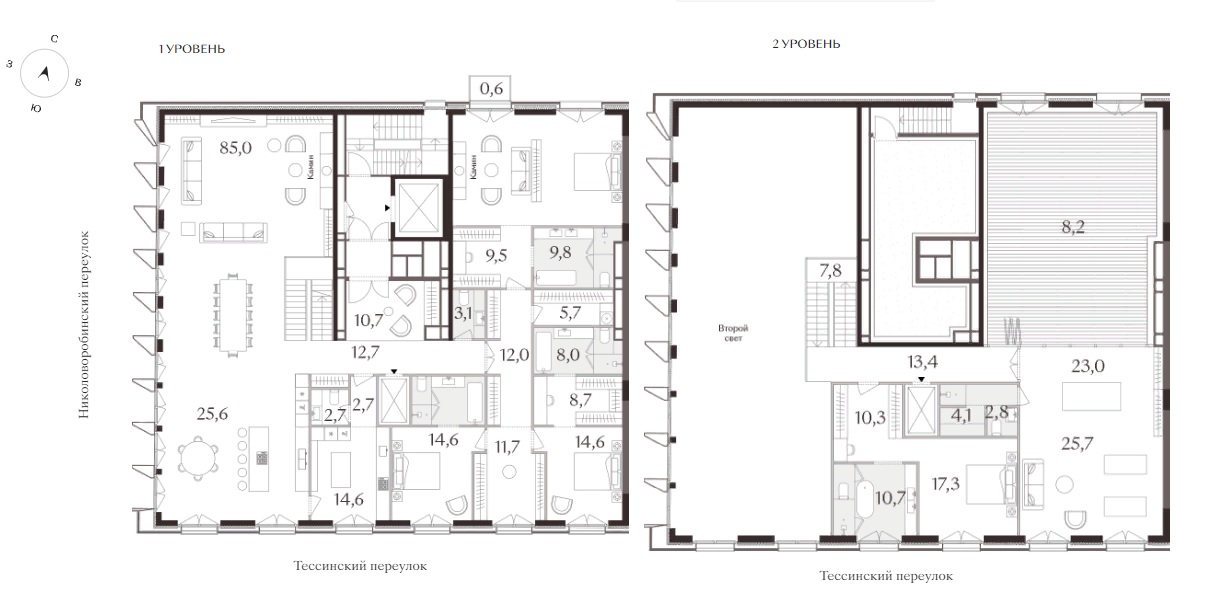 1 УРОВЕНЬ
2 УРОВЕНЬ
С
З
В
Ю
0,6
85,0
Камин
Камин
9,5
9,8
3,1
5,7
10,7
12,7
12,0
8,0
25,6
2,7
2,7
8,7
14,6
11,7
14,6
14,6
Николоворобинский переулок
Тессинский переулок
8,2
7,8
Второй
свет
13,4
23,0
10,3
4,1
2,8
25,7
10,7
17,3
Тессинский переулок